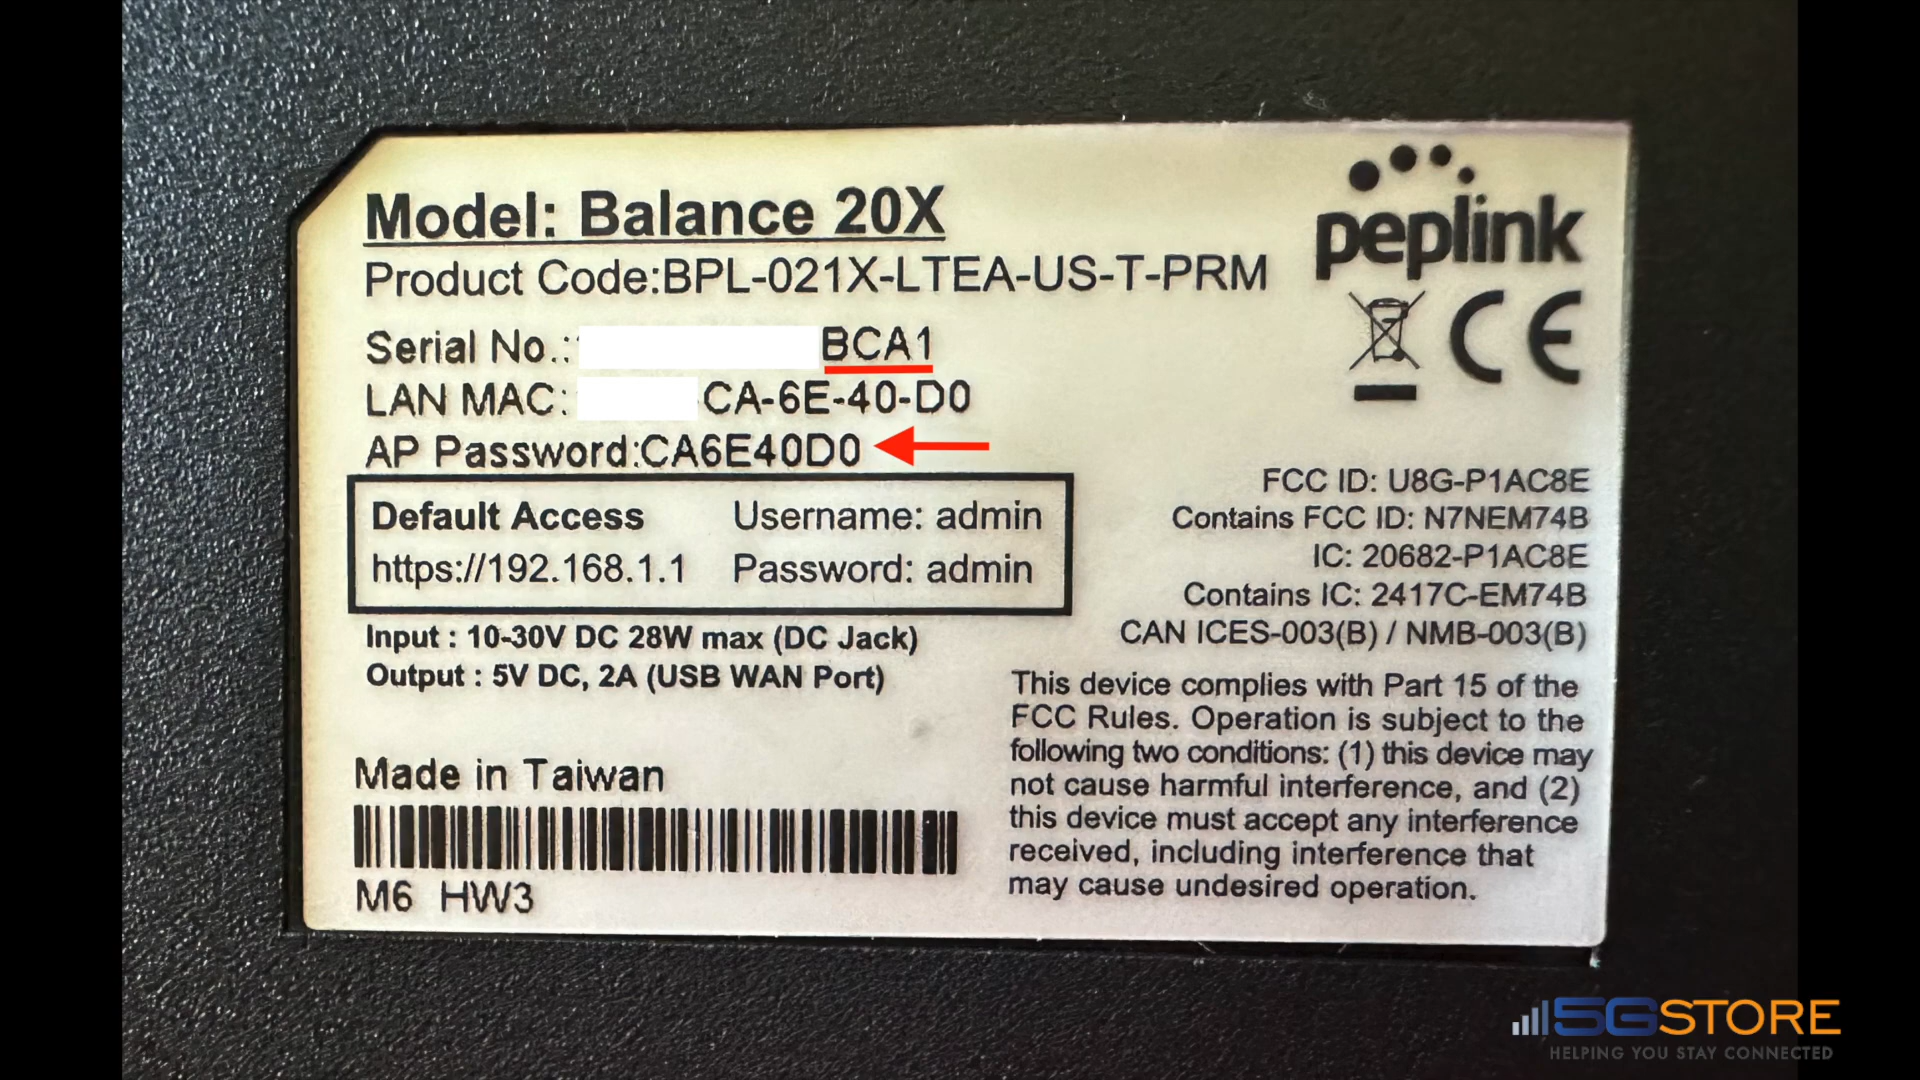 Model: Balance 20X
peplink
Product Code:BPL-021X-LTEA-US-T-PRM
Serial No.: BCA1
CE
LAN MAC: CA-6E-40-D0
AP Password:CA6E40D0
Default Access Username: admin
https://192.168.1.1 Password: admin
Input : 10-30V DC 28W max (DC Jack)
Output : 5V DC, 2A (USB WAN Port)
FCC ID: U8G-P1AC8E
Contains FCC ID: N7NEM74B
IC: 20682-P1AC8E
Contains IC: 2417C-EM74B
CAN ICES-003(B) / NMB-003(B)
This device complies with Part 15 of the
FCC Rules. Operation is subject to the
following two conditions: (1) this device may
not cause harmful interference, and (2)
this device must accept any interference
received, including interference that
may cause undesired operation.
Made in Taiwan
M6 HW3
5GSTORE
HELPING YOU STAY CONNECTED